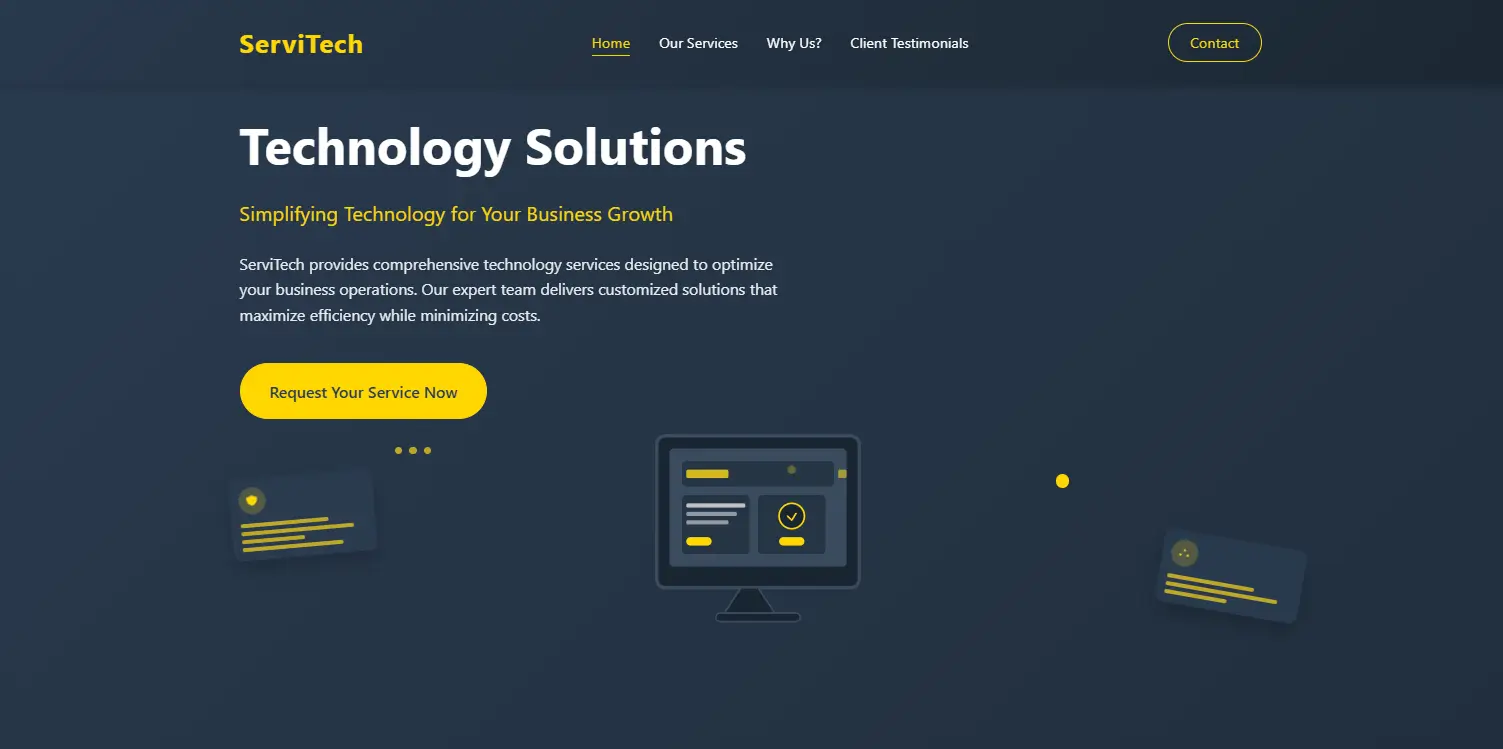 ServiTech
Home
Our Services
Why Us?
Client Testimonials
Contact
Technology Solutions
Simplifying Technology for Your Business Growth
ServiTech provides comprehensive technology services designed to optimize
your business operations. Our expert team delivers customized solutions that
maximize efficiency while minimizing costs.
Request Your Service Now